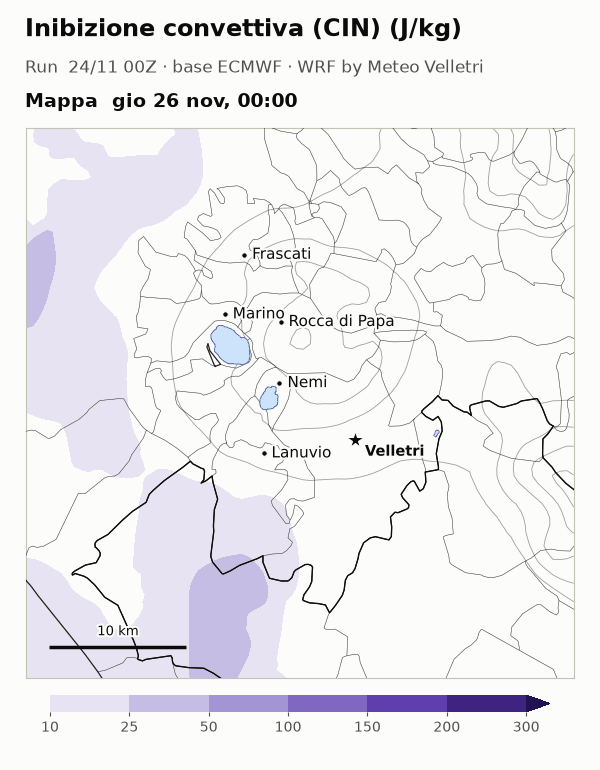 Inibizione convettiva (CIN) (J/kg)
Run  24/11 00Z · base ECMWF · WRF by Meteo Velletri
Mappa  gio 26 nov, 00:00
Frascati
Marino
Rocca di Papa
Nemi
Velletri
Lanuvio
10 km
10 25 50 100 150 200 300